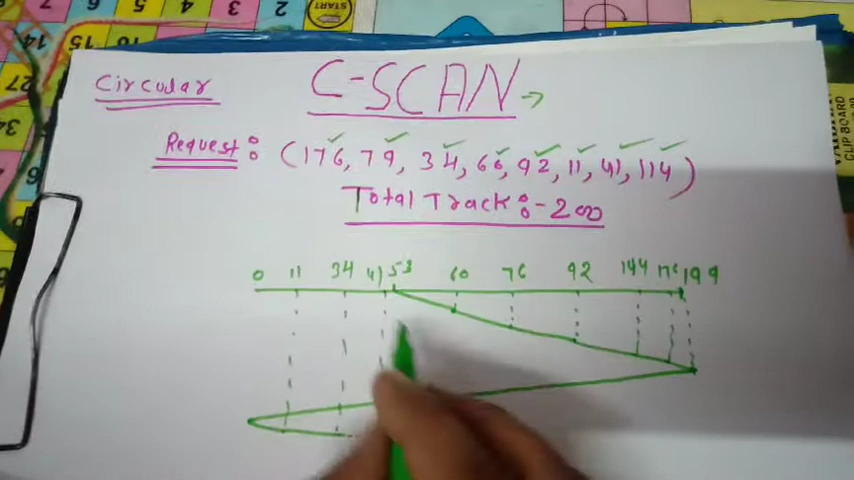 Circular
C-SCAN →
Request : (176, 79, 34, 60, 92, 11, 41, 114)
Total Track :- 200
0 11 34 41 53 60 76 92 144 176 199